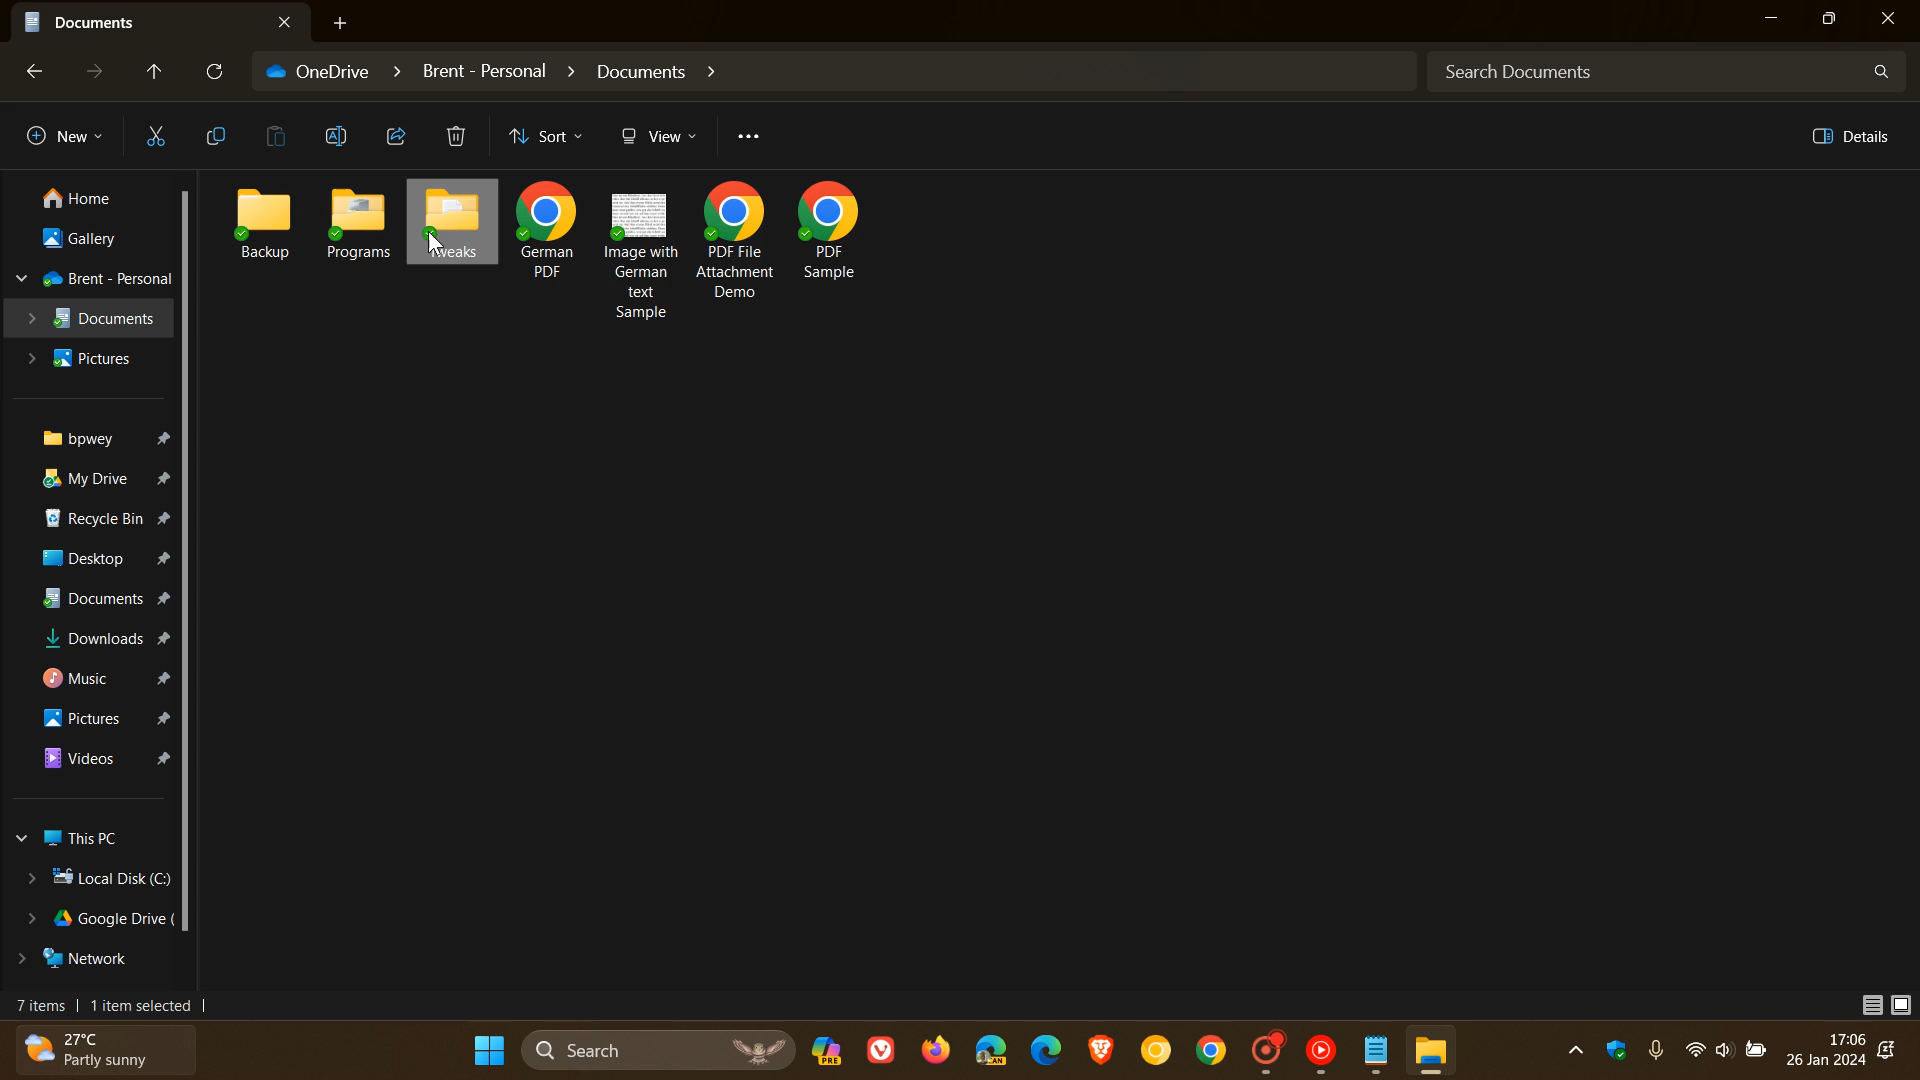 Documents
OneDrive > Brent - Personal > Documents >
Search Documents
New
Sort
View
Details
Home
Gallery
Brent - Personal
Documents
Pictures
bpwey
My Drive
Recycle Bin
Desktop
Documents
Downloads
Music
Pictures
Videos
This PC
Local Disk (C:)
Google Drive (
Network
Backup
Programs
Tweaks
German
PDF
Image with
German
text
Sample
PDF File
Attachment
Demo
PDF
Sample
7 items | 1 item selected |
27°C
Partly sunny
Search
PRE
CAN
17:06
26 Jan 2024